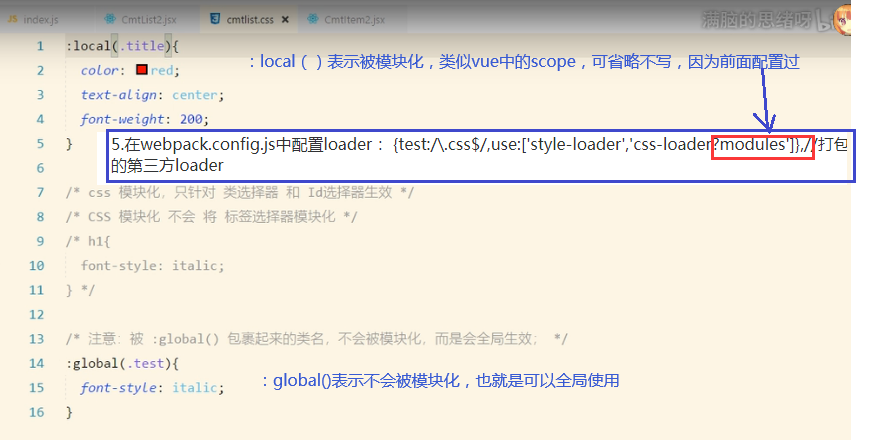 index.js CmtList2.jsx cmtlist.css × CmtItem2.jsx 满脑的思绪呀
1 :local(.title){
2 color: red;
：local（）表示被模块化，类似vue中的scope，可省略不写，因为前面配置过
3 text-align: center;
4 font-weight: 200;
5 }
5.在webpack.config.js中配置loader ： {test:/\.css$/,use:['style-loader','css-loader?modules']},//打包
的第三方loader
6
7 /* css 模块化，只针对 类选择器 和 Id选择器生效 */
8 /* CSS 模块化 不会 将 标签选择器模块化 */
9 /* h1{
10 font-style: italic;
11 } */
12
13 /* 注意：被 :global() 包裹起来的类名，不会被模块化，而是会全局生效； */
14 :global(.test){
15 font-style: italic;
：global()表示不会被模块化，也就是可以全局使用
16 }